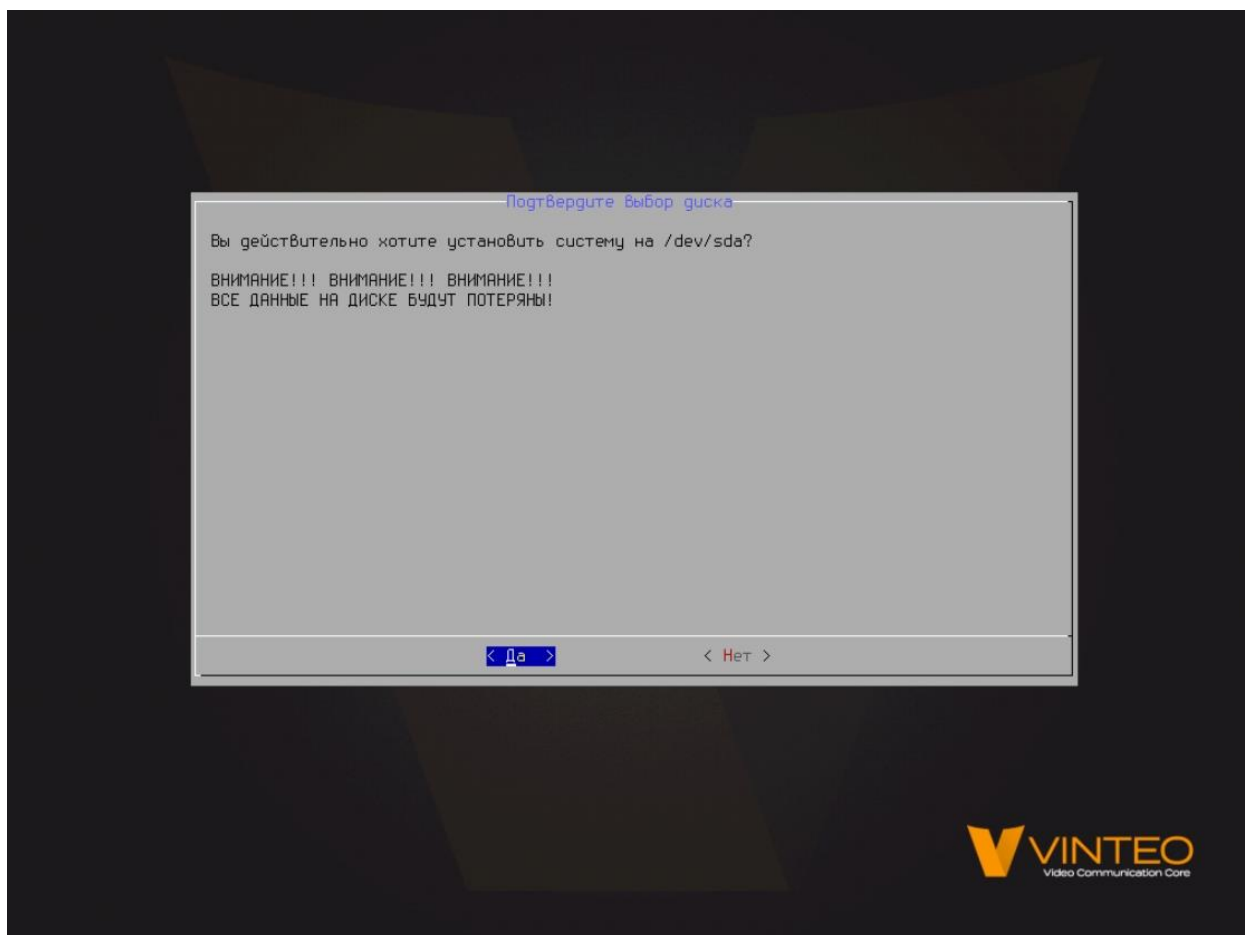 Подтвердите выбор диска
Вы действительно хотите установить систему на /dev/sda?
ВНИМАНИЕ!!! ВНИМАНИЕ!!! ВНИМАНИЕ!!!
ВСЕ ДАННЫЕ НА ДИСКЕ БУДУТ ПОТЕРЯНЫ!
< Да > < Нет >
VINTEO
Video Communication Core